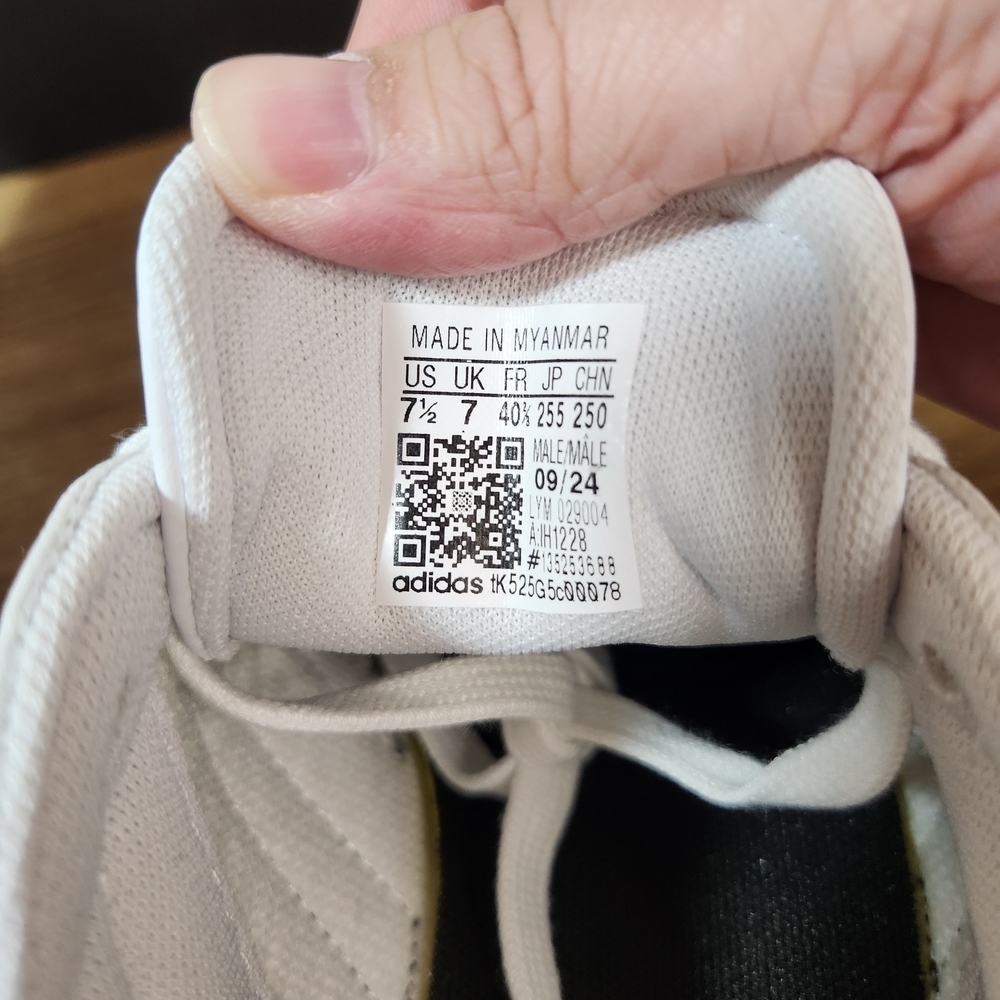 MADE IN MYANMAR
US UK FR JP CHN
7½ 7 40⅔ 255 250
MALE/MÂLE
09/24
LYM 029004
A:IH1228
#135253688
adidas tK525G5c00078